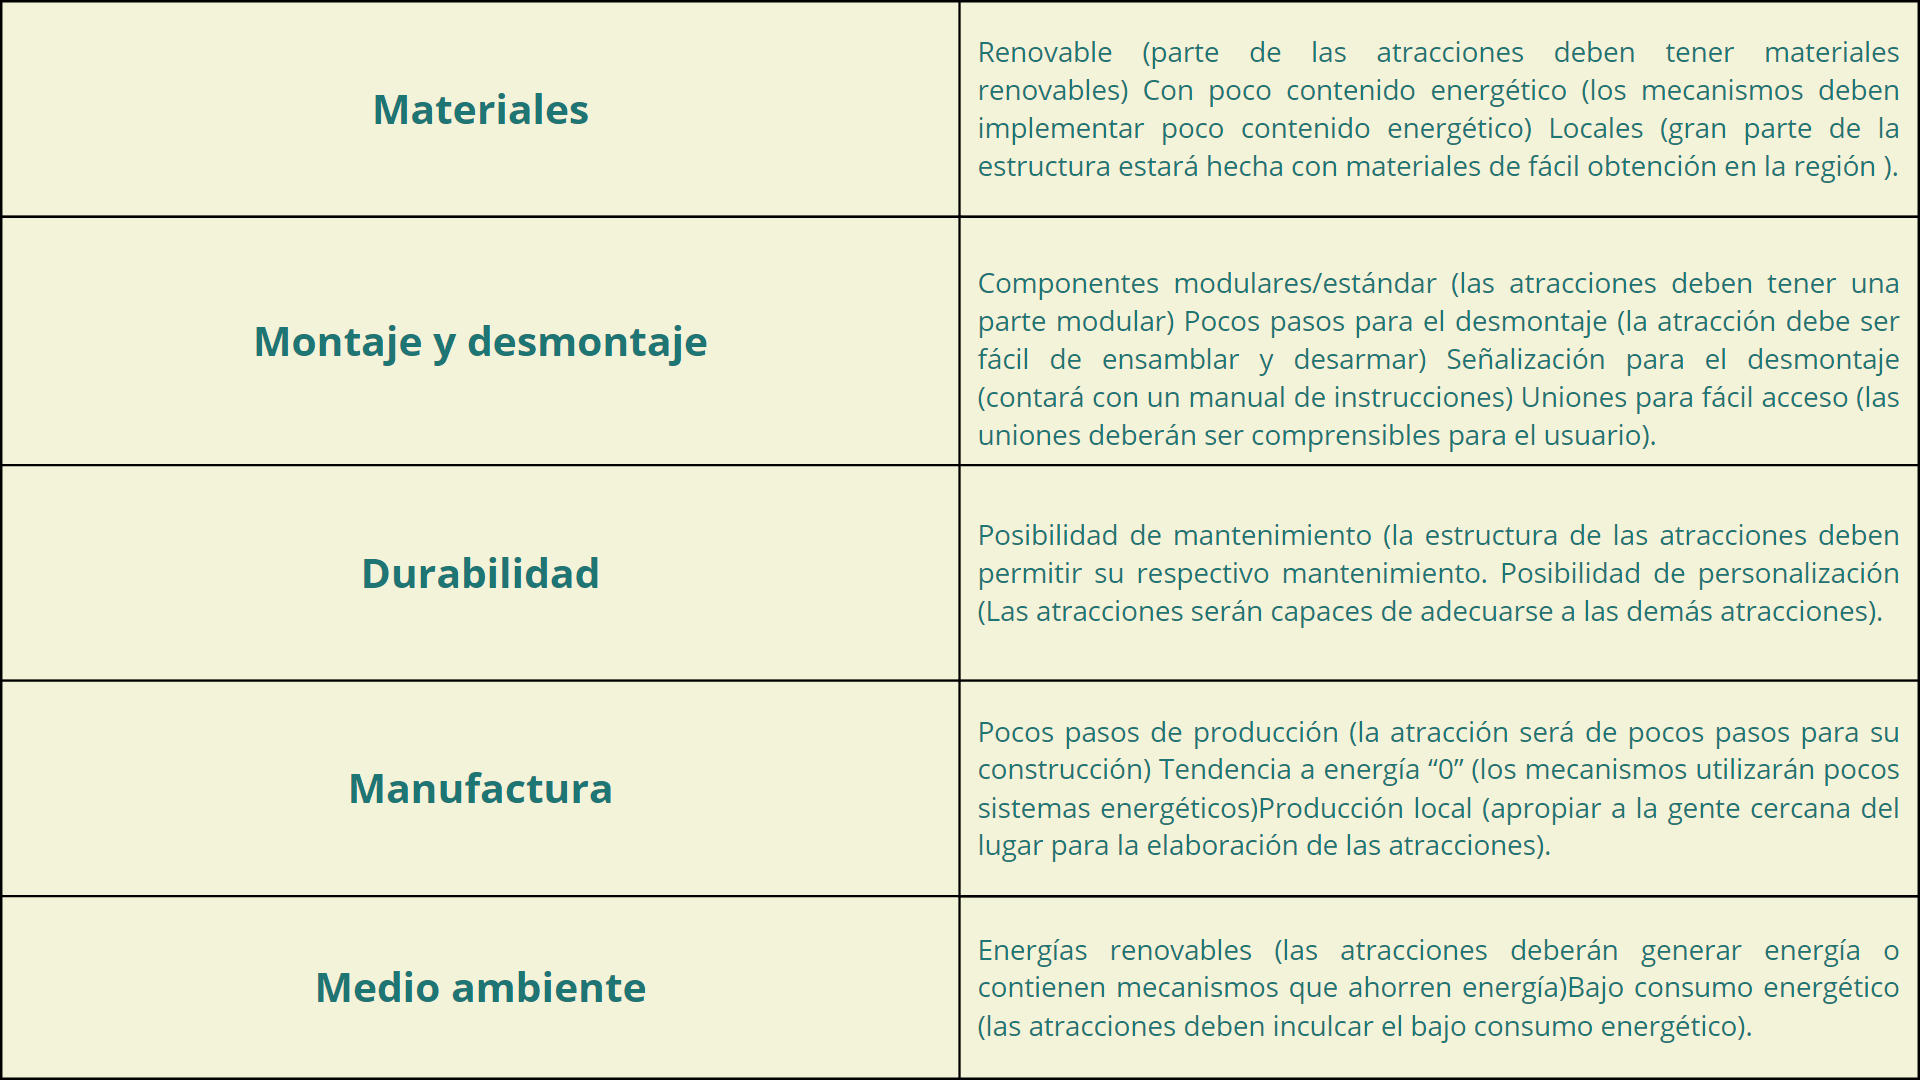 Materiales
Renovable (parte de las atracciones deben tener materiales
renovables) Con poco contenido energético (los mecanismos deben
implementar poco contenido energético) Locales (gran parte de la
estructura estará hecha con materiales de fácil obtención en la región ).
Montaje y desmontaje
Componentes modulares/estándar (las atracciones deben tener una
parte modular) Pocos pasos para el desmontaje (la atracción debe ser
fácil de ensamblar y desarmar) Señalización para el desmontaje
(contará con un manual de instrucciones) Uniones para fácil acceso (las
uniones deberán ser comprensibles para el usuario).
Durabilidad
Posibilidad de mantenimiento (la estructura de las atracciones deben
permitir su respectivo mantenimiento. Posibilidad de personalización
(Las atracciones serán capaces de adecuarse a las demás atracciones).
Manufactura
Pocos pasos de producción (la atracción será de pocos pasos para su
construcción) Tendencia a energía “0” (los mecanismos utilizarán pocos
sistemas energéticos)Producción local (apropiar a la gente cercana del
lugar para la elaboración de las atracciones).
Medio ambiente
Energías renovables (las atracciones deberán generar energía o
contienen mecanismos que ahorren energía)Bajo consumo energético
(las atracciones deben inculcar el bajo consumo energético).